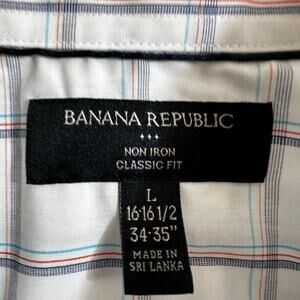 BANANA REPUBLIC
NON IRON
CLASSIC FIT
L
16-16 1/2
34-35"
MADE IN
SRI LANKA